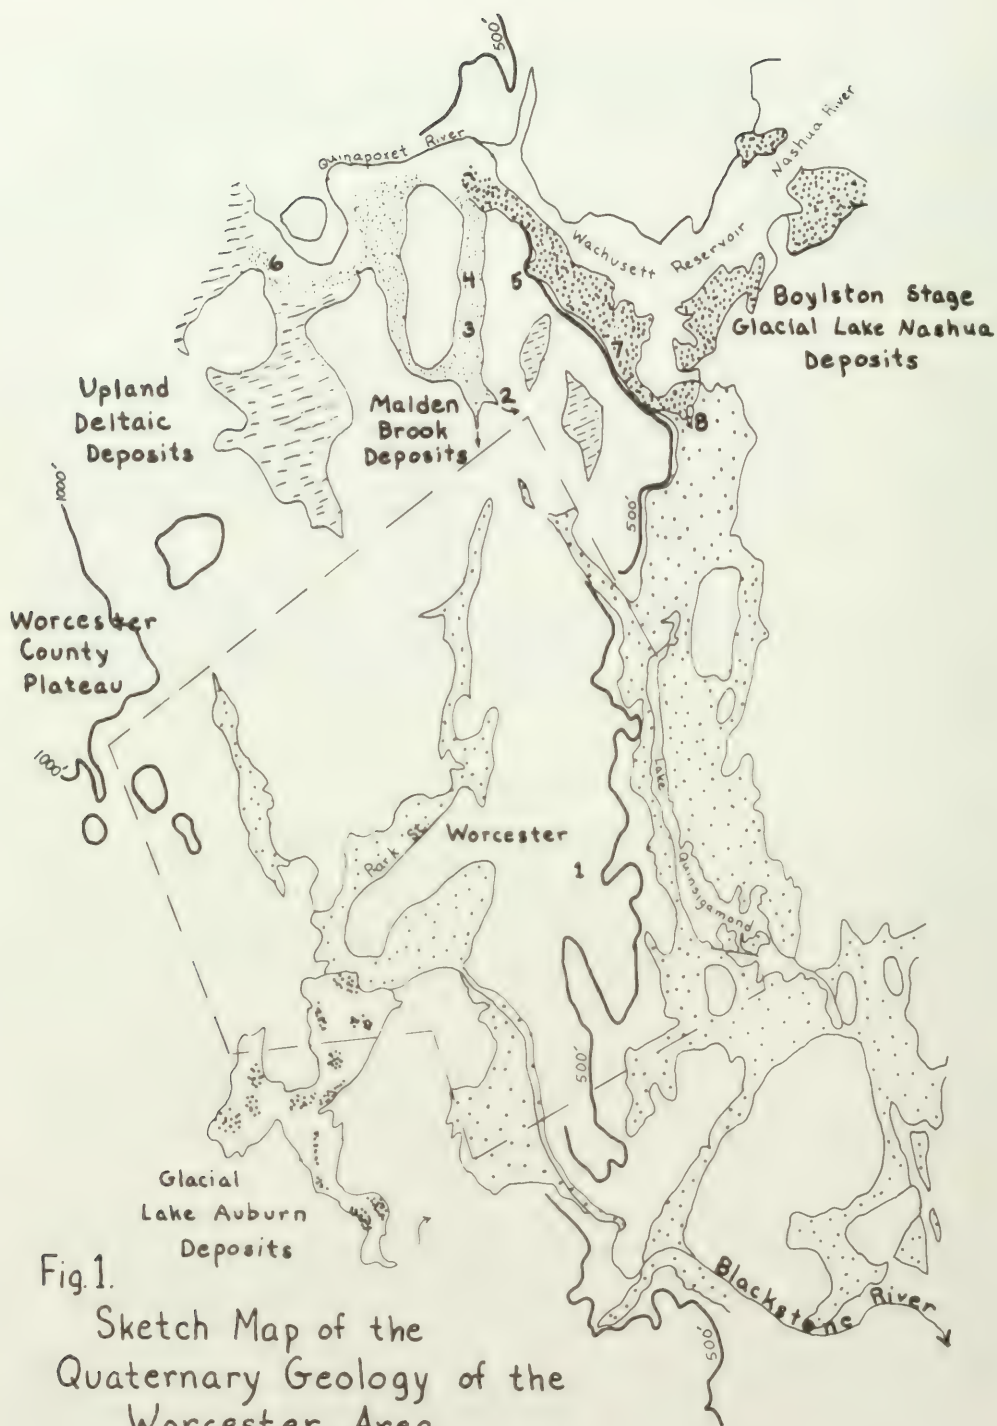 500'
Quinapoxet River
Nashua River
Wachusett Reservoir
6
4
5
3
7
2
8
Boylston Stage
Glacial Lake Nashua
Deposits
Upland
Deltaic
Deposits
Malden
Brook
Deposits
1000'
500'
Worcester
County
Plateau
1000'
Lake Quinsigamond
Park St.
Worcester
1
500'
Glacial
Lake Auburn
Deposits
Blackstone River
500'
Fig. 1.
Sketch Map of the
Quaternary Geology of the
Worcester Area